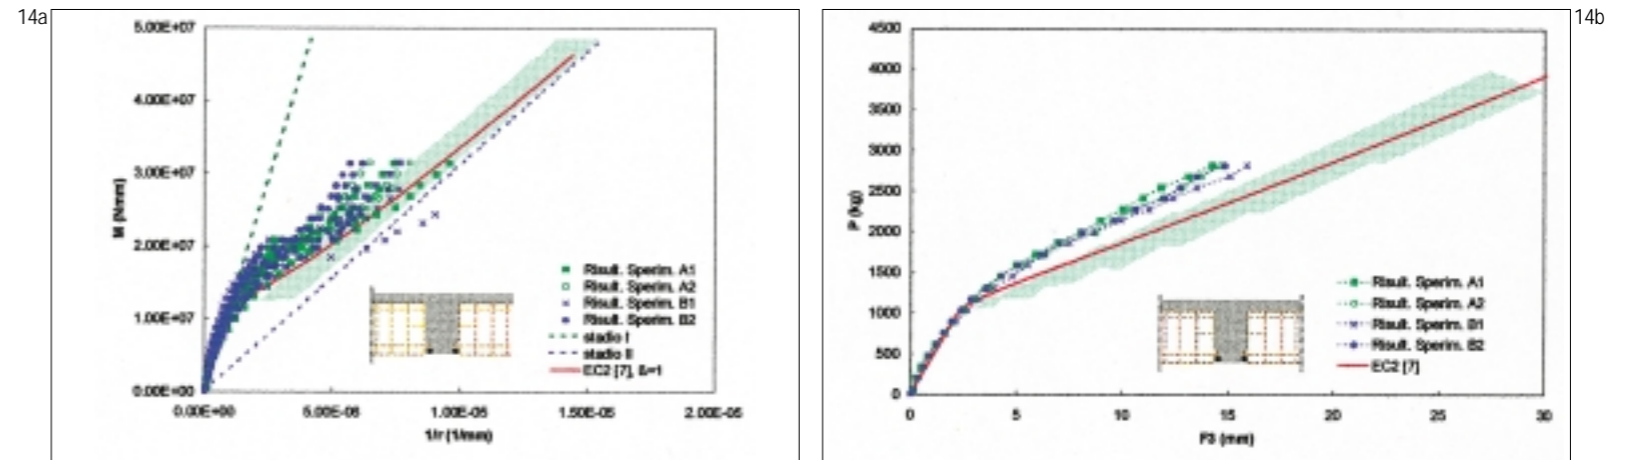 14a
5.00E+07
4.00E+07
3.00E+07
2.00E+07
1.00E+07
0.00E+00
M (Nmm)
0.00E+00 5.00E-06 1.00E-05 1.50E-05 2.00E-05
1/r (1/mm)
Risult. Sperim. A1
Risult. Sperim. A2
Risult. Sperim. B1
Risult. Sperim. B2
stadio I
stadio II
EC2 [7], ß=1
14b
4500
4000
3500
3000
2500
2000
1500
1000
500
0
P (kg)
0 5 10 15 20 25 30
F3 (mm)
Risult. Sperim. A1
Risult. Sperim. A2
Risult. Sperim. B1
Risult. Sperim. B2
EC2 [7]